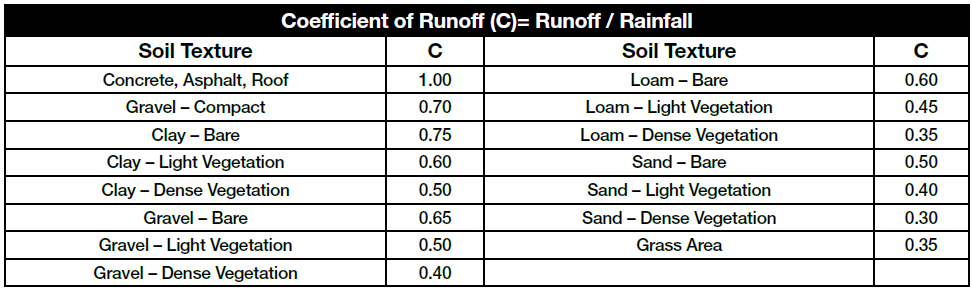 Coefficient of Runoff (C)= Runoff / Rainfall
Soil Texture C Soil Texture C
Concrete, Asphalt, Roof 1.00 Loam – Bare 0.60
Gravel – Compact 0.70 Loam – Light Vegetation 0.45
Clay – Bare 0.75 Loam – Dense Vegetation 0.35
Clay – Light Vegetation 0.60 Sand – Bare 0.50
Clay – Dense Vegetation 0.50 Sand – Light Vegetation 0.40
Gravel – Bare 0.65 Sand – Dense Vegetation 0.30
Gravel – Light Vegetation 0.50 Grass Area 0.35
Gravel – Dense Vegetation 0.40